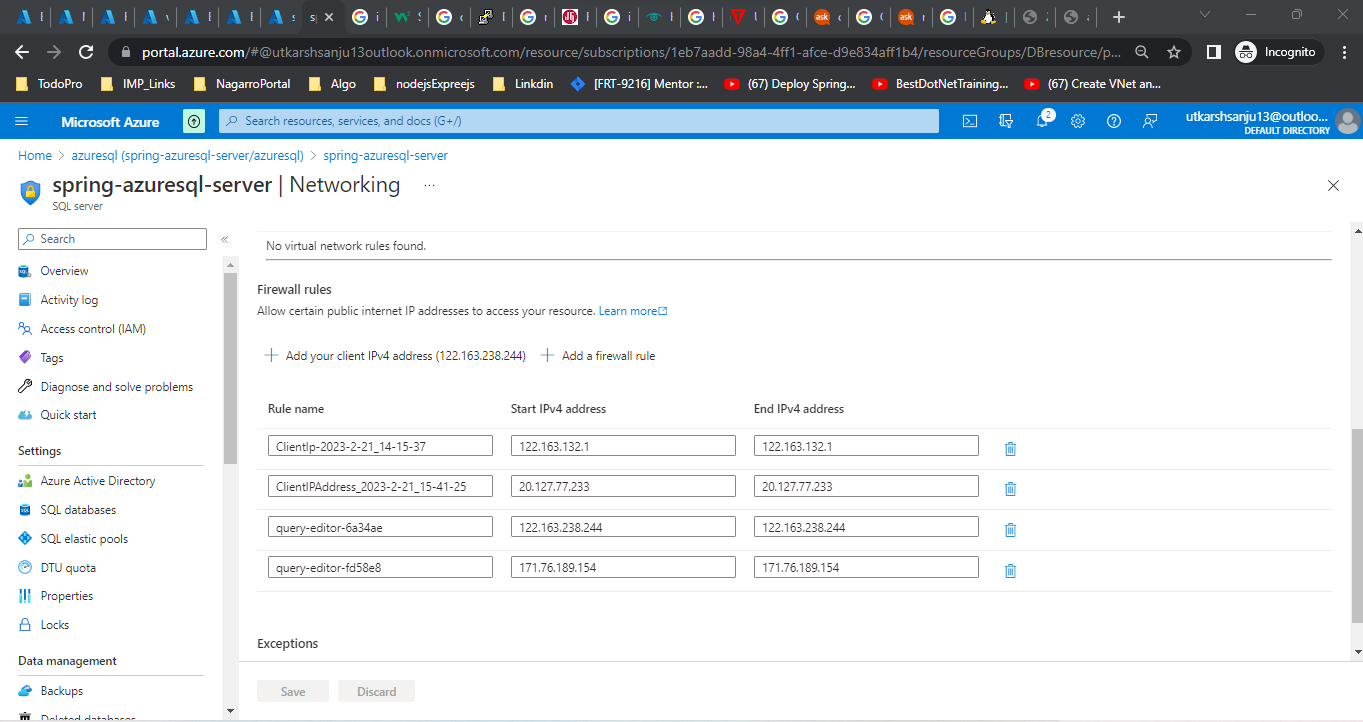 portal.azure.com/#@utkarshsanju13outlook.onmicrosoft.com/resource/subscriptions/1eb7aadd-98a4-4ff1-afce-d9e834aff1b4/resourceGroups/DBresource/p...
Incognito
TodoPro IMP_Links NagarroPortal Algo nodejsExpreejs Linkdin [FRT-9216] Mentor :... (67) Deploy Spring... BestDotNetTraining... (67) Create VNet an...
Microsoft Azure
Search resources, services, and docs (G+/)
2
utkarshsanju13@outloo...
DEFAULT DIRECTORY
Home > azuresql (spring-azuresql-server/azuresql) > spring-azuresql-server
spring-azuresql-server | Networking ...
SQL server
Search «
Overview
Activity log
Access control (IAM)
Tags
Diagnose and solve problems
Quick start
Settings
Azure Active Directory
SQL databases
SQL elastic pools
DTU quota
Properties
Locks
Data management
Backups
Deleted databases
No virtual network rules found.
Firewall rules
Allow certain public internet IP addresses to access your resource. Learn more
+ Add your client IPv4 address (122.163.238.244) + Add a firewall rule
Rule name Start IPv4 address End IPv4 address
ClientIp-2023-2-21_14-15-37 122.163.132.1 122.163.132.1
ClientIPAddress_2023-2-21_15-41-25 20.127.77.233 20.127.77.233
query-editor-6a34ae 122.163.238.244 122.163.238.244
query-editor-fd58e8 171.76.189.154 171.76.189.154
Exceptions
Save Discard